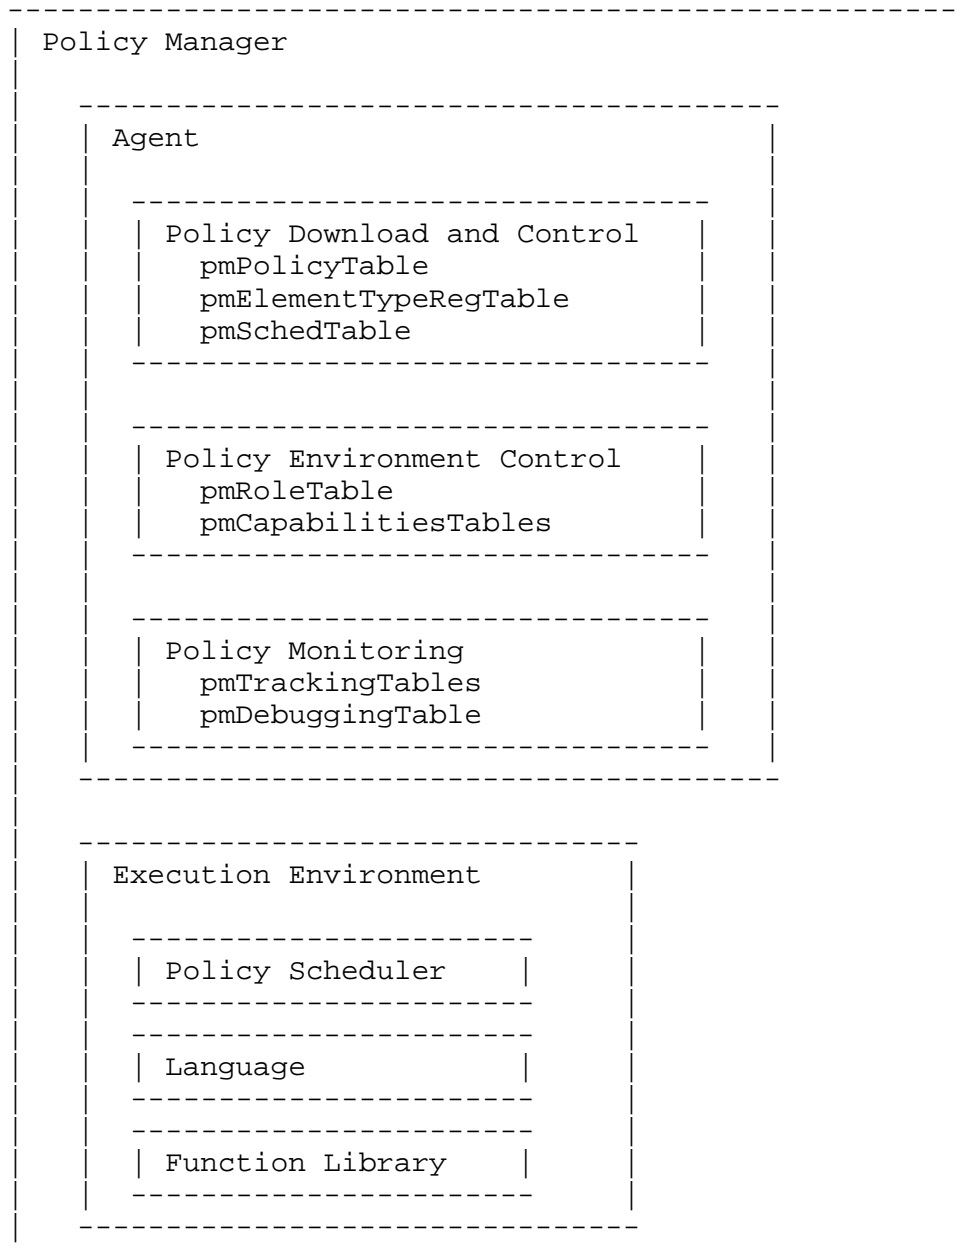 Policy Manager
Agent
Policy Download and Control
pmPolicyTable
pmElementTypeRegTable
pmSchedTable
Policy Environment Control
pmRoleTable
pmCapabilitiesTables
Policy Monitoring
pmTrackingTables
pmDebuggingTable
Execution Environment
Policy Scheduler
Language
Function Library